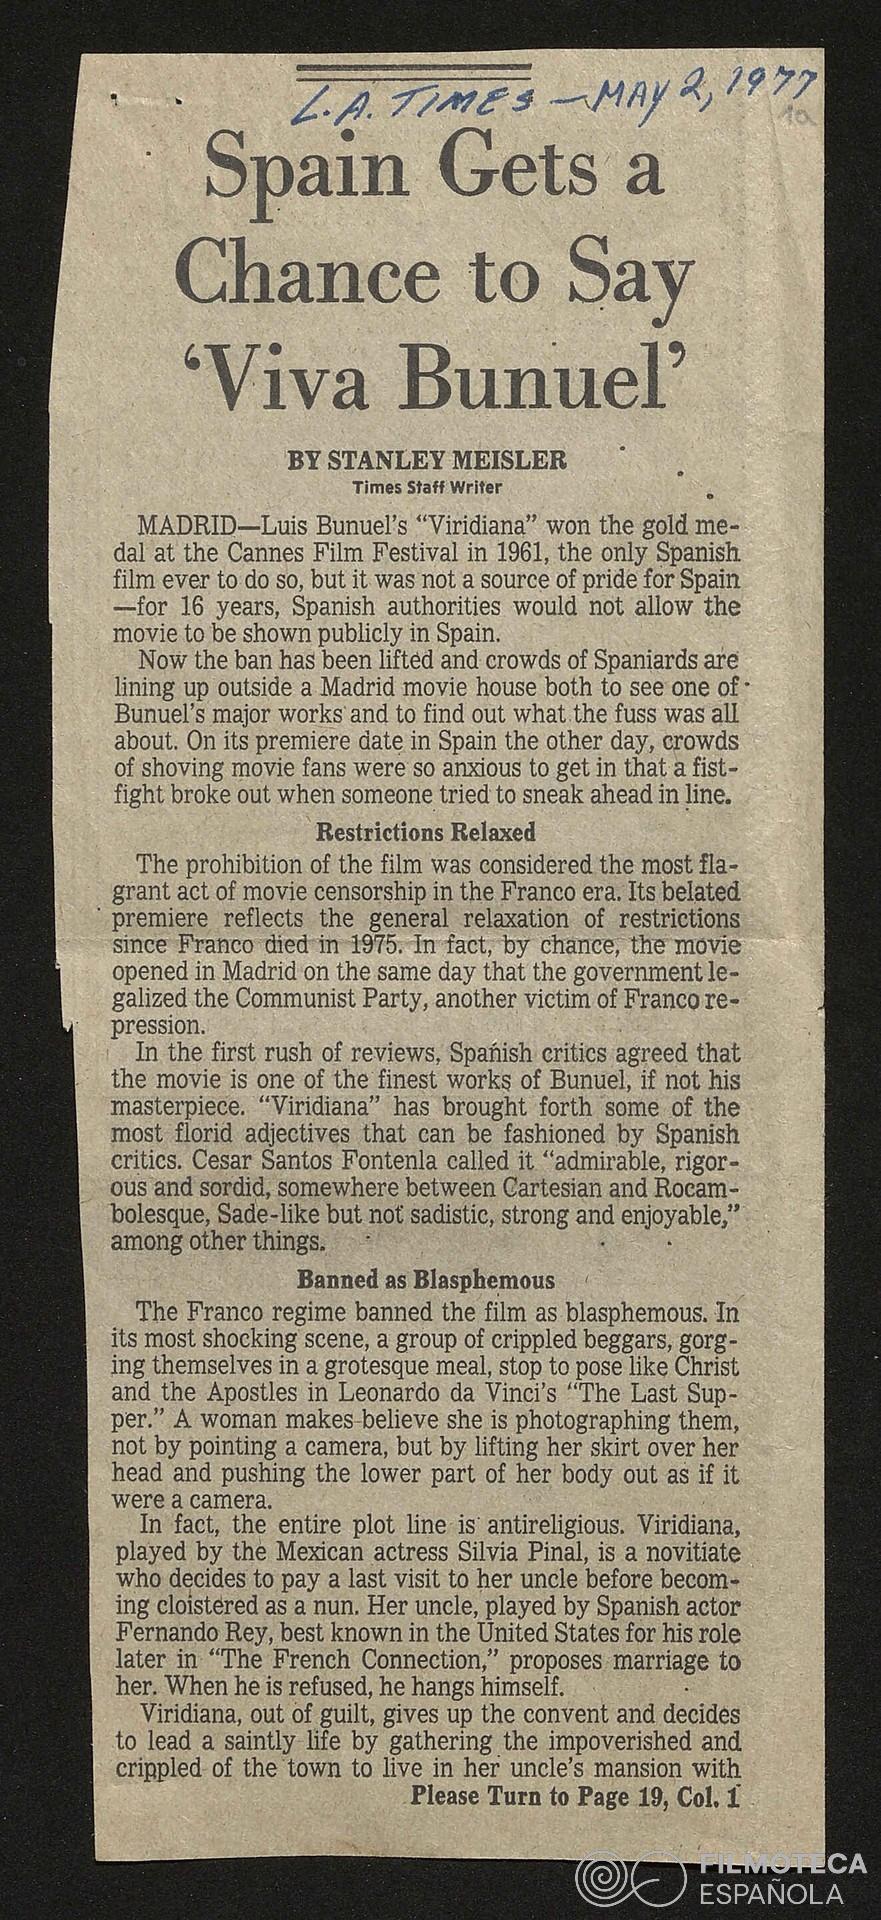 L.A. TIMES — MAY 2, 1977
1a
Spain Gets a
Chance to Say
‘Viva Bunuel’
BY STANLEY MEISLER
Times Staff Writer
MADRID—Luis Bunuel's “Viridiana” won the gold me-
dal at the Cannes Film Festival in 1961, the only Spanish
film ever to do so, but it was not a source of pride for Spain
—for 16 years, Spanish authorities would not allow the
movie to be shown publicly in Spain.
Now the ban has been lifted and crowds of Spaniards are
lining up outside a Madrid movie house both to see one of
Bunuel's major works and to find out what the fuss was all
about. On its premiere date in Spain the other day, crowds
of shoving movie fans were so anxious to get in that a fist-
fight broke out when someone tried to sneak ahead in line.
Restrictions Relaxed
The prohibition of the film was considered the most fla-
grant act of movie censorship in the Franco era. Its belated
premiere reflects the general relaxation of restrictions
since Franco died in 1975. In fact, by chance, the movie
opened in Madrid on the same day that the government le-
galized the Communist Party, another victim of Franco re-
pression.
In the first rush of reviews, Spanish critics agreed that
the movie is one of the finest works of Bunuel, if not his
masterpiece. “Viridiana” has brought forth some of the
most florid adjectives that can be fashioned by Spanish
critics. Cesar Santos Fontenla called it “admirable, rigor-
ous and sordid, somewhere between Cartesian and Rocam-
bolesque, Sade-like but not sadistic, strong and enjoyable,”
among other things.
Banned as Blasphemous
The Franco regime banned the film as blasphemous. In
its most shocking scene, a group of crippled beggars, gorg-
ing themselves in a grotesque meal, stop to pose like Christ
and the Apostles in Leonardo da Vinci's “The Last Sup-
per.” A woman makes believe she is photographing them,
not by pointing a camera, but by lifting her skirt over her
head and pushing the lower part of her body out as if it
were a camera.
In fact, the entire plot line is antireligious. Viridiana,
played by the Mexican actress Silvia Pinal, is a novitiate
who decides to pay a last visit to her uncle before becom-
ing cloistered as a nun. Her uncle, played by Spanish actor
Fernando Rey, best known in the United States for his role
later in “The French Connection,” proposes marriage to
her. When he is refused, he hangs himself.
Viridiana, out of guilt, gives up the convent and decides
to lead a saintly life by gathering the impoverished and
crippled of the town to live in her uncle's mansion with
Please Turn to Page 19, Col. 1
FILMOTECA
ESPAÑOLA